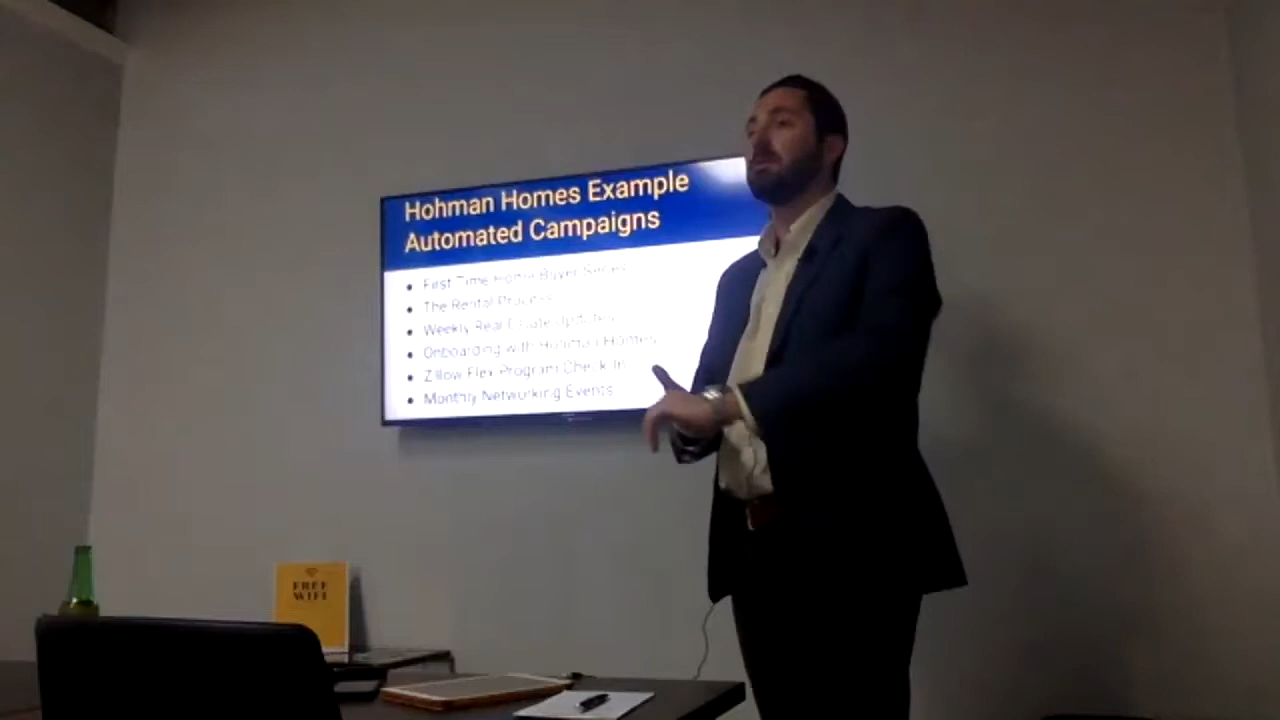 Hohman Homes Example
Automated Campaigns
First Time Home Buyer Series
The Rental Process
Weekly Real Estate Updates
Onboarding with Hohman Homes
Zillow Flex Program Check In
Monthly Networking Events
FREE
WIFI